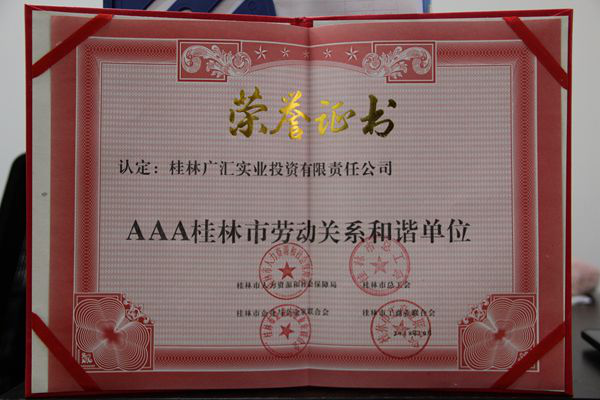 荣誉证书
认定：桂林广汇实业投资有限责任公司
AAA桂林市劳动关系和谐单位
桂林市人力资源和社会保障局 桂林市总工会
桂林市企业与企业家联合会 桂林市工商业联合会